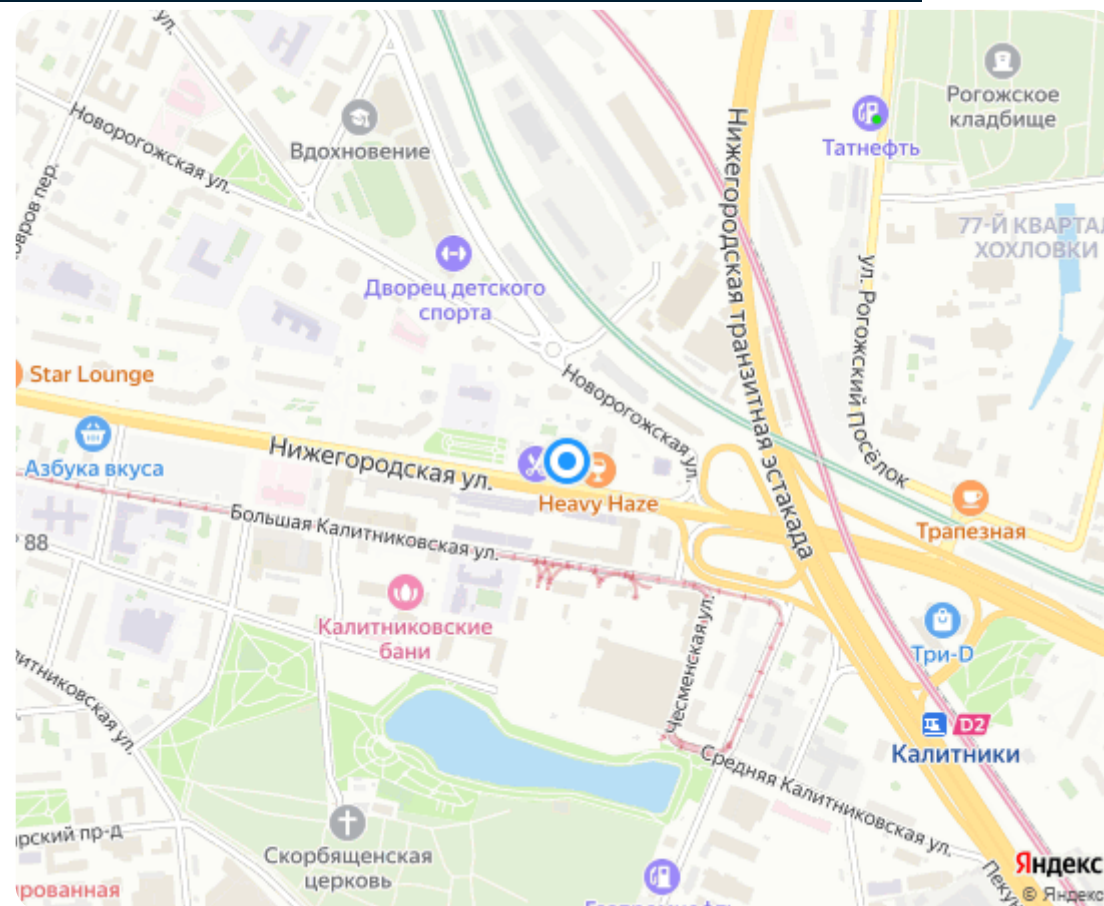 ул.
Рогожское
кладбище
Татнефть
Новорогожская ул.
Вдохновение
Нижегородская транзитная эстакада
77-Й КВАРТАЛ
ХОХЛОВКИ
Дворец детского
спорта
ул. Рогожский Посёлок
Star Lounge
Новорогожская ул.
Азбука вкуса
Нижегородская ул.
Heavy Haze
Трапезная
Большая Калитниковская ул.
88
Калитниковские
бани
Чесменская ул.
Три-D
D2
Калитники
Средняя Калитниковская ул.
Скорбященская
церковь
Яндекс
© Яндекс